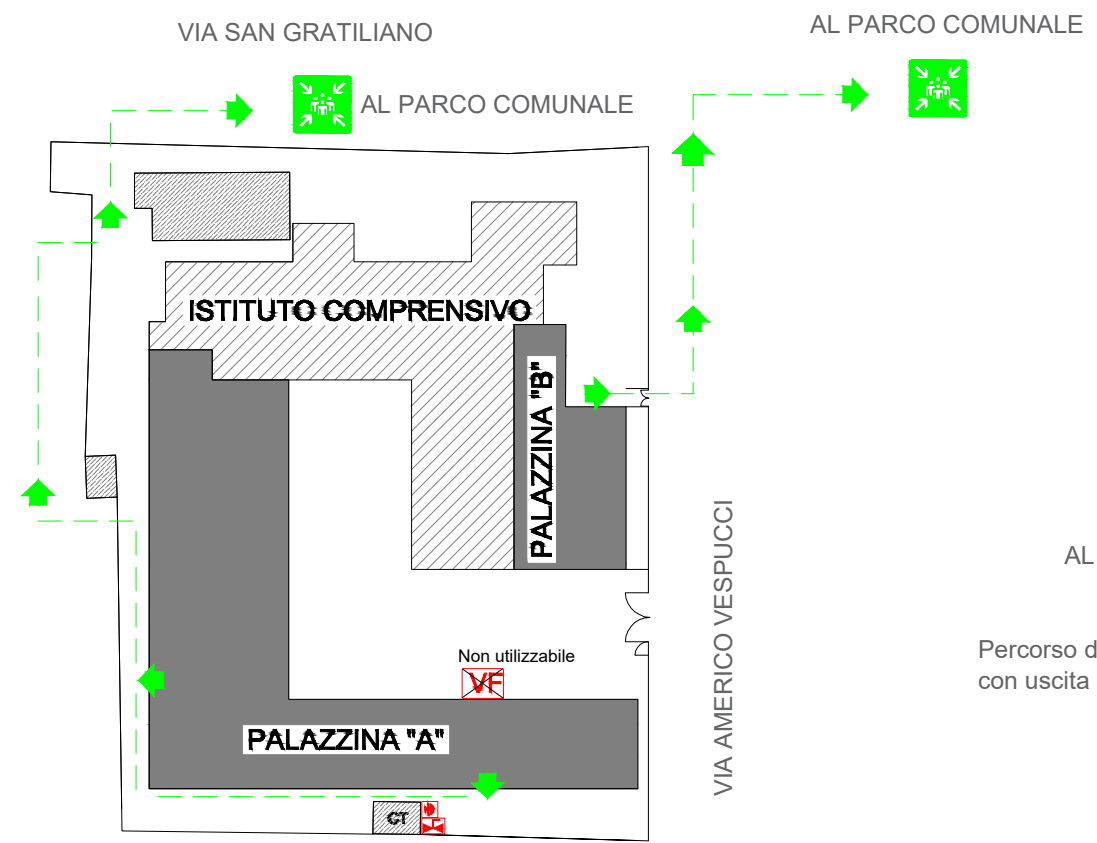 VIA SAN GRATILIANO
AL PARCO COMUNALE
AL PARCO COMUNALE
ISTITUTO COMPRENSIVO
PALAZZINA "B"
VIA AMERICO VESPUCCI
AL
Percorso d
con uscita
Non utilizzabile
VF
PALAZZINA "A"
CT